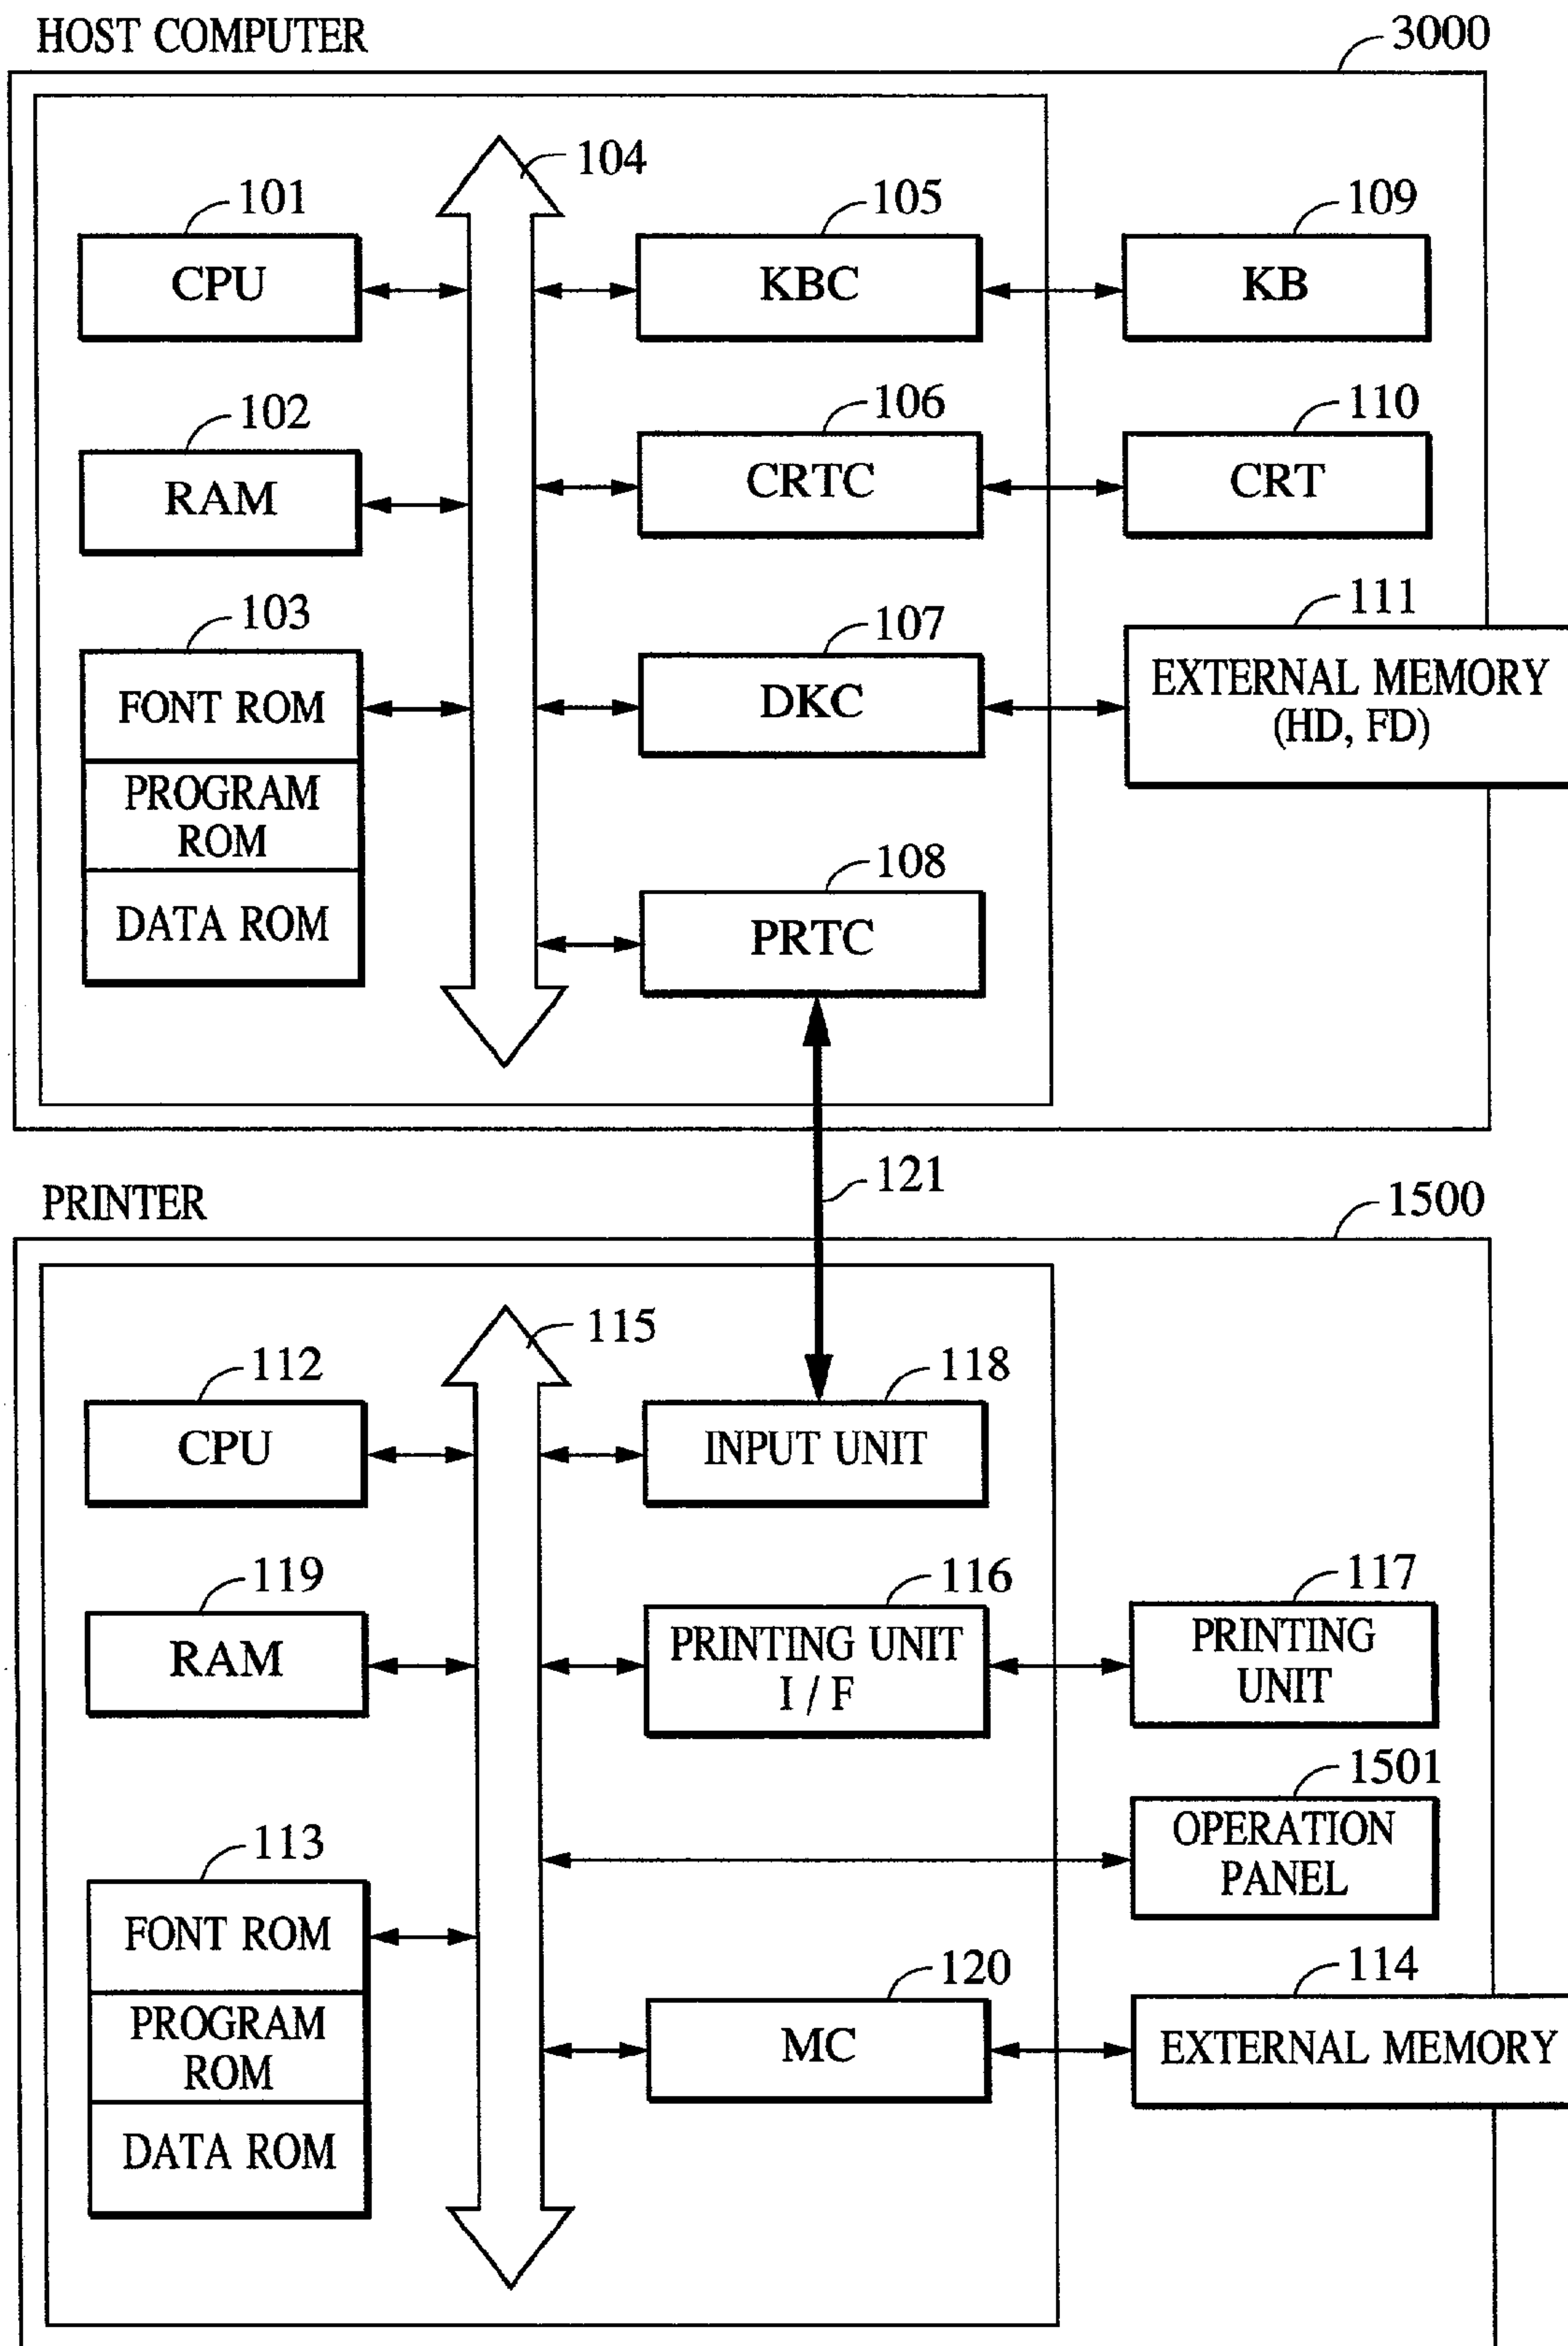 HOST COMPUTER
3000
104
101
CPU
105
KBC
109
KB
102
RAM
106
CRTC
110
CRT
103
FONT ROM
PROGRAM
ROM
DATA ROM
107
DKC
111
EXTERNAL MEMORY
(HD, FD)
108
PRTC
121
PRINTER
1500
115
112
CPU
118
INPUT UNIT
119
RAM
116
PRINTING UNIT
I / F
117
PRINTING
UNIT
1501
OPERATION
PANEL
113
FONT ROM
PROGRAM
ROM
DATA ROM
120
MC
114
EXTERNAL MEMORY